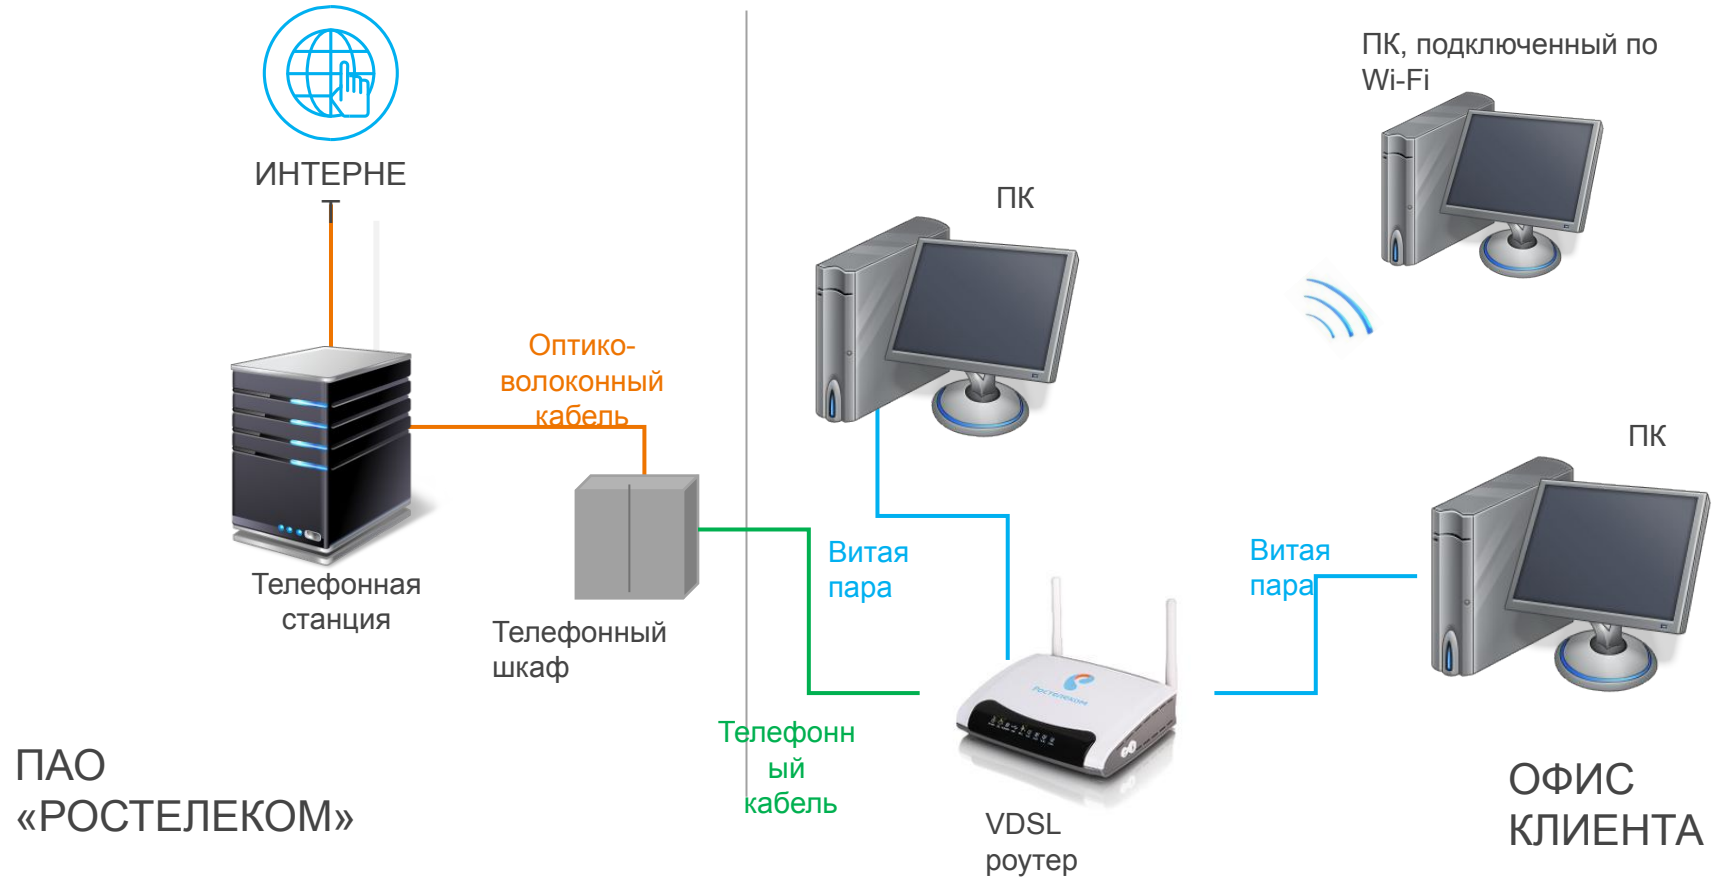 ПК, подключенный по
Wi-Fi
ИНТЕРНЕ
Т
ПК
Оптико-
волоконный
кабель
ПК
Витая
пара
Витая
пара
Телефонная
станция
Телефонный
шкаф
Ростелеком
Телефонн
ый
кабель
ПАО
«РОСТЕЛЕКОМ»
VDSL
роутер
ОФИС
КЛИЕНТА